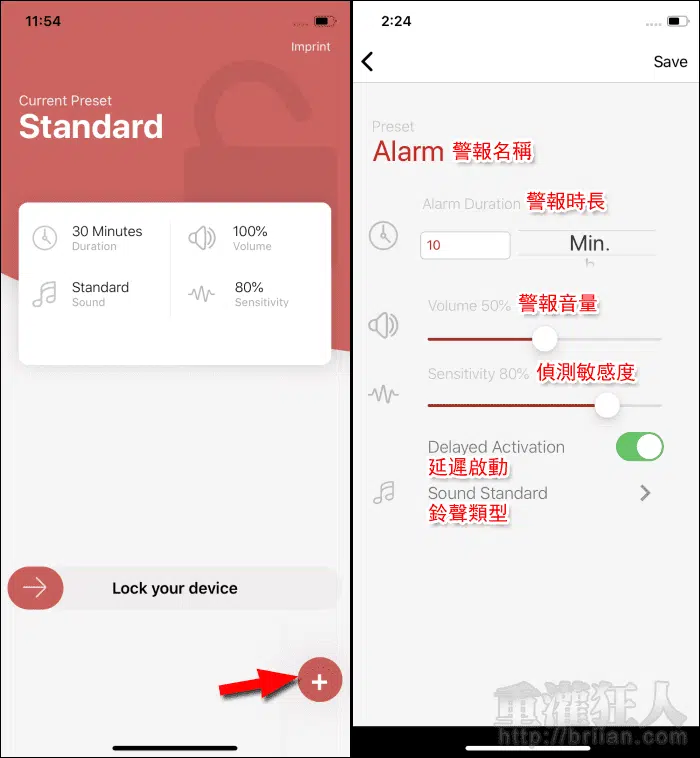 11:54
Imprint
Current Preset
Standard
30 Minutes
Duration
100%
Volume
Standard
Sound
80%
Sensitivity
Lock your device
2:24
Save
Preset
Alarm 警報名稱
Alarm Duration 警報時長
10
Min.
h
Volume 50% 警報音量
Sensitivity 80% 偵測敏感度
Delayed Activation
延遲啟動
Sound Standard
鈴聲類型
重灌狂人
http://briian.com